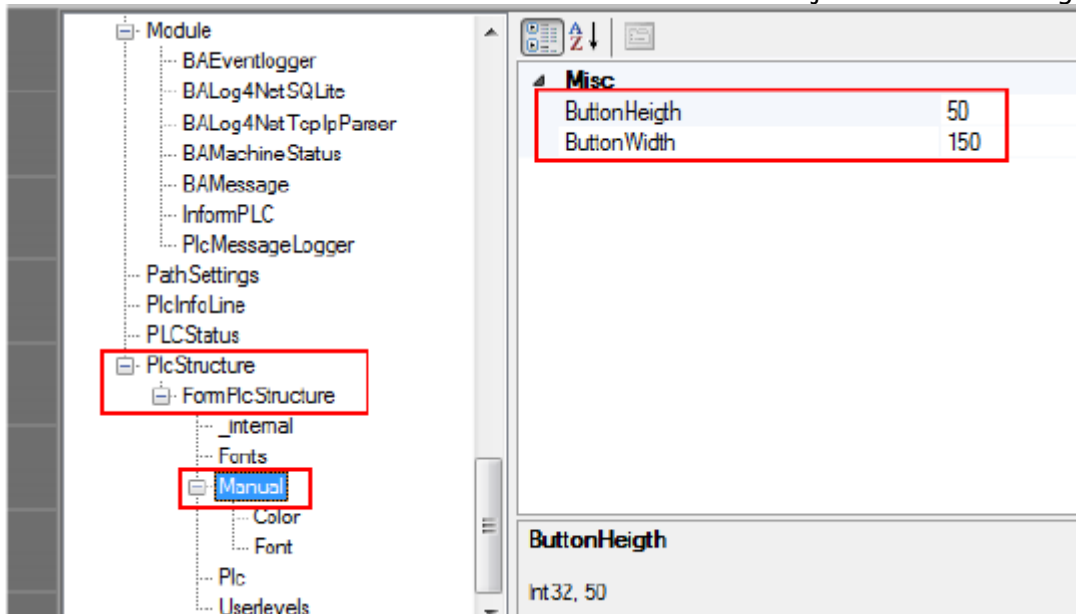 Module
BAEventlogger
BALog4NetSQLite
BALog4NetTcpIpParser
BAMachineStatus
BAMessage
InformPLC
PlcMessageLogger
PathSettings
PlcInfoLine
PLCStatus
PlcStructure
FormPlcStructure
_internal
Fonts
Manual
Color
Font
Plc
Userlevels
Misc
ButtonHeigth 50
ButtonWidth 150
ButtonHeigth
Int32, 50